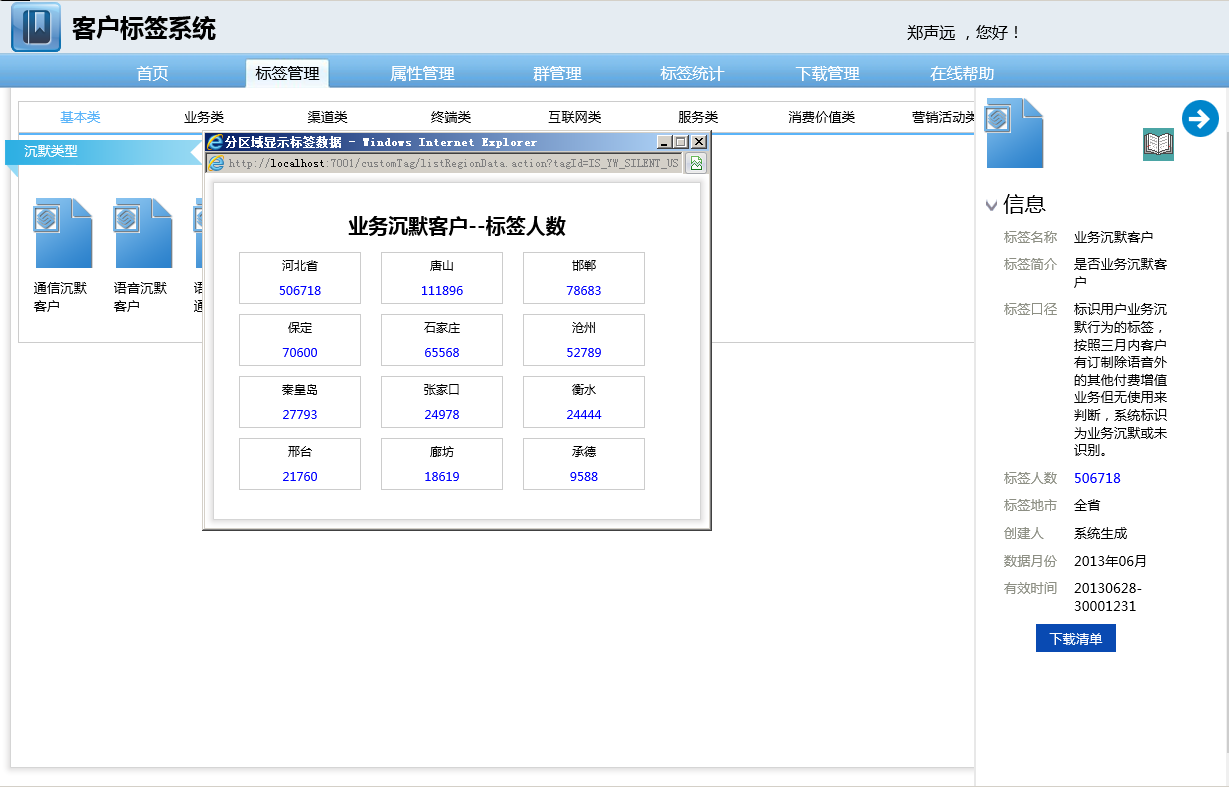 客户标签系统
郑声远 ，您好！
首页 标签管理 属性管理 群管理 标签统计 下载管理 在线帮助
基本类 业务类 渠道类 终端类 互联网类 服务类 消费价值类 营销活动类
沉默类型
通信沉默
客户
语音沉默
客户
分区域显示标签数据 - Windows Internet Explorer
http://localhost:7001/customTag/listRegionData.action?tagId=IS_YW_SILENT_US
业务沉默客户--标签人数
河北省 唐山 邯郸
506718 111896 78683
保定 石家庄 沧州
70600 65568 52789
秦皇岛 张家口 衡水
27793 24978 24444
邢台 廊坊 承德
21760 18619 9588
信息
标签名称 业务沉默客户
标签简介 是否业务沉默客
户
标签口径 标识用户业务沉
默行为的标签，
按照三月内客户
有订制除语音外
的其他付费增值
业务但无使用来
判断，系统标识
为业务沉默或未
识别。
标签人数 506718
标签地市 全省
创建人 系统生成
数据月份 2013年06月
有效时间 20130628-
30001231
下载清单